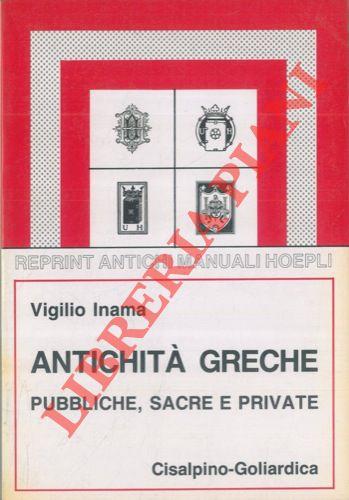 U H
U H
REPRINT ANTICHI MANUALI HOEPLI
Vigilio Inama
ANTICHITÀ GRECHE
PUBBLICHE, SACRE E PRIVATE
Cisalpino-Goliardica
LIBRERIA PIANI